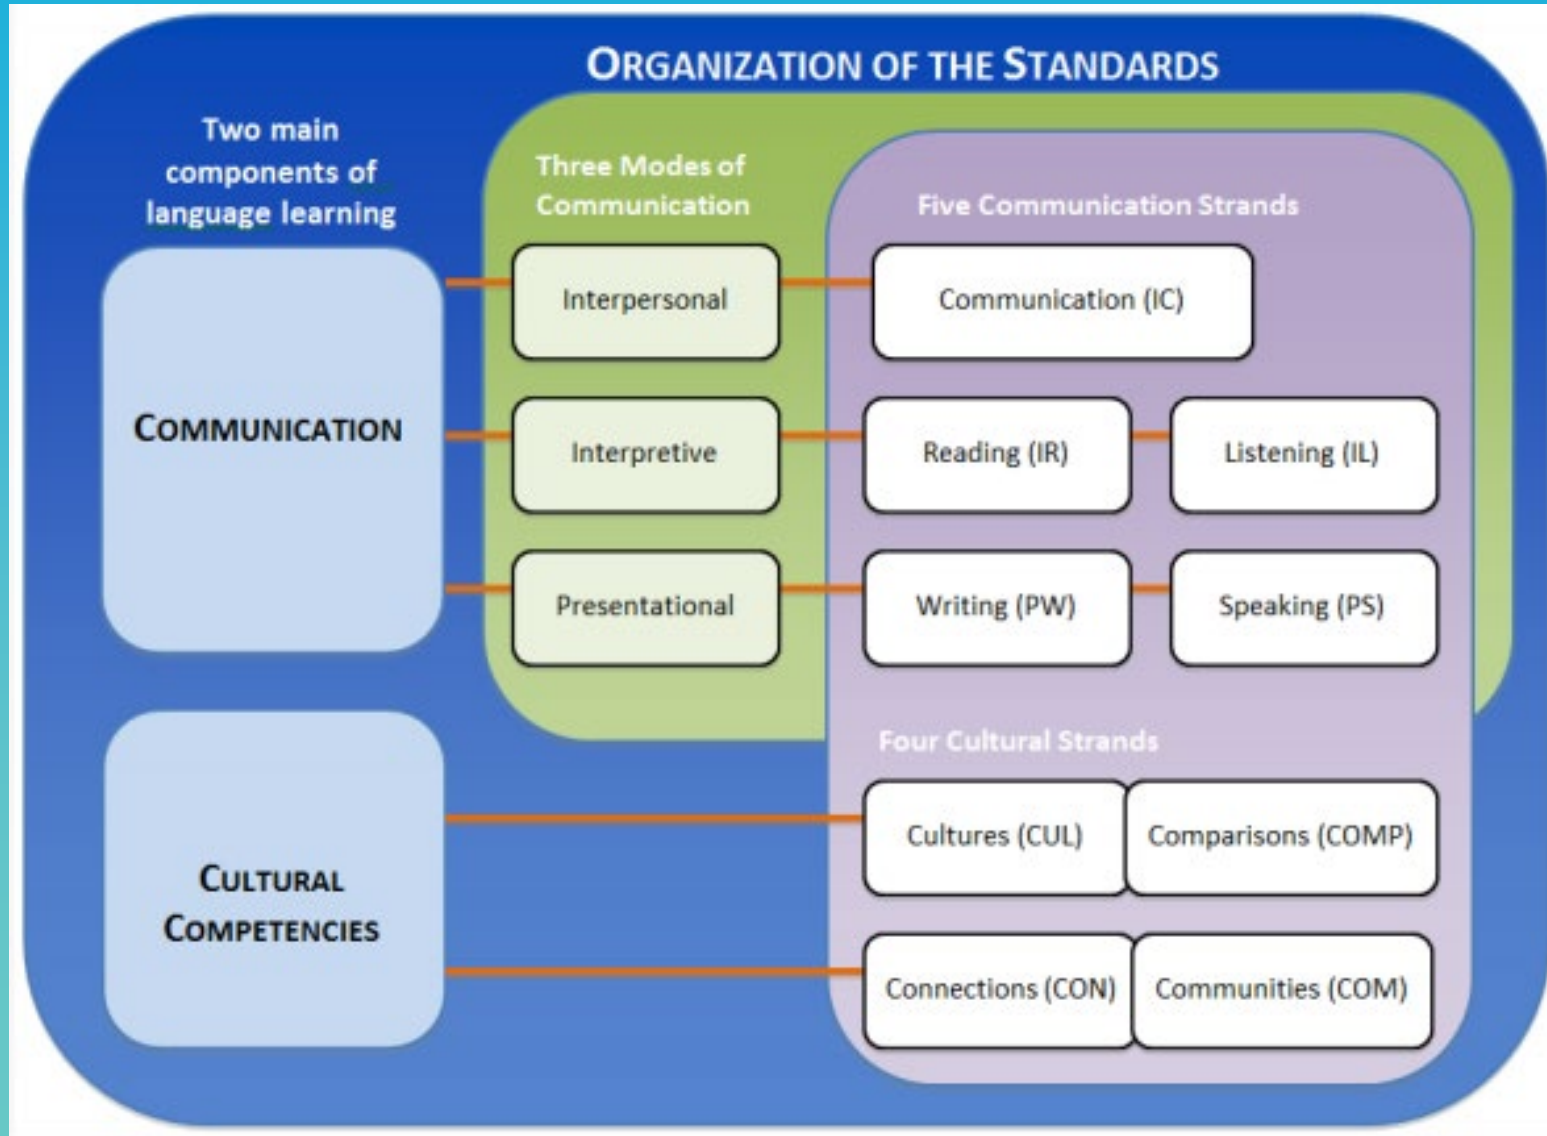 ORGANIZATION OF THE STANDARDS
Two main
components of
language learning
Three Modes of
Communication
Five Communication Strands
COMMUNICATION
Interpersonal
Communication (IC)
Interpretive
Reading (IR)
Listening (IL)
Presentational
Writing (PW)
Speaking (PS)
Four Cultural Strands
CULTURAL
COMPETENCIES
Cultures (CUL)
Comparisons (COMP)
Connections (CON)
Communities (COM)